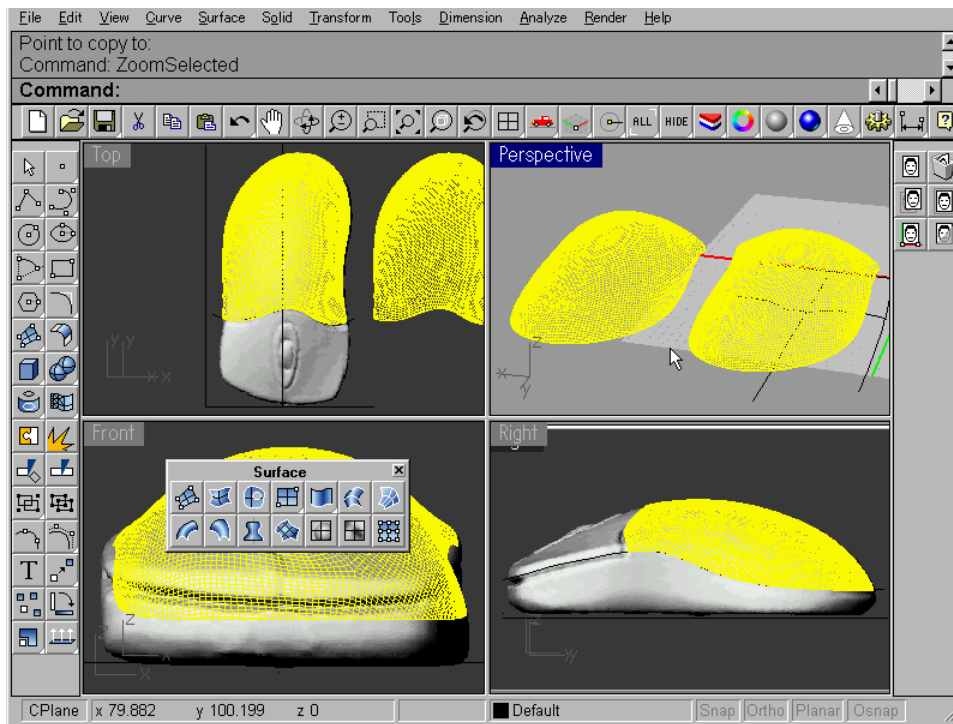 File Edit View Curve Surface Solid Transform Tools Dimension Analyze Render Help
Point to copy to:
Command: ZoomSelected
Command:
ALL HIDE
Top
Perspective
y y
x x
z
x
y
Front
Right
Surface
T
z
z
x
x
z
y y
CPlane x 79.882 y 100.199 z 0 Default Snap Ortho Planar Osnap